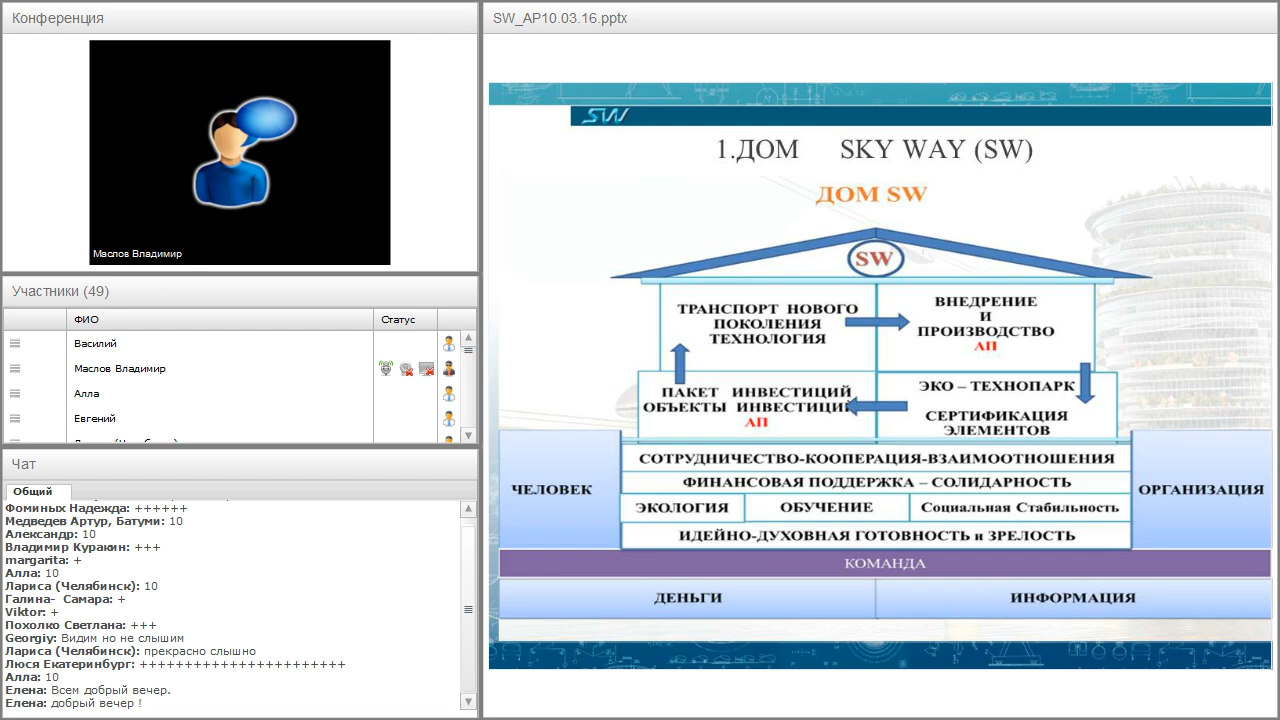 Конференция
Маслов Владимир
Участники (49)
ФИО
Статус
Василий
Маслов Владимир
Алла
Евгений
Чат
Общий
Фоминых Надежда: ++++++
Медведев Артур, Батуми: 10
Александр: 10
Владимир Куракин: +++
margarita: +
Алла: 10
Лариса (Челябинск): 10
Галина- Самара: +
Viktor: +
Похолко Светлана: +++
Georgiy: Видим но не слышим
Лариса (Челябинск): прекрасно слышно
Люся Екатеринбург: +++++++++++++++++++++++
Алла: 10
Елена: Всем добрый вечер.
Елена: добрый вечер !
SW_AP10.03.16.pptx
SW
1.ДОМ SKY WAY (SW)
ДОМ SW
SW
ТРАНСПОРТ НОВОГО
ПОКОЛЕНИЯ
ТЕХНОЛОГИЯ
ВНЕДРЕНИЕ
И
ПРОИЗВОДСТВО
АП
ПАКЕТ ИНВЕСТИЦИЙ
ОБЪЕКТЫ ИНВЕСТИЦИЙ
АП
ЭКО – ТЕХНОПАРК
СЕРТИФИКАЦИЯ
ЭЛЕМЕНТОВ
СОТРУДНИЧЕСТВО-КООПЕРАЦИЯ-ВЗАИМООТНОШЕНИЯ
ФИНАНСОВАЯ ПОДДЕРЖКА – СОЛИДАРНОСТЬ
ЧЕЛОВЕК
ОРГАНИЗАЦИЯ
ЭКОЛОГИЯ
ОБУЧЕНИЕ
Социальная Стабильность
ИДЕЙНО-ДУХОВНАЯ ГОТОВНОСТЬ и ЗРЕЛОСТЬ
КОМАНДА
ДЕНЬГИ
ИНФОРМАЦИЯ